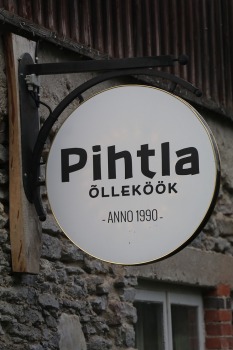 Pihtla
ÕLLEKÖÖK
- ANNO 1990 -